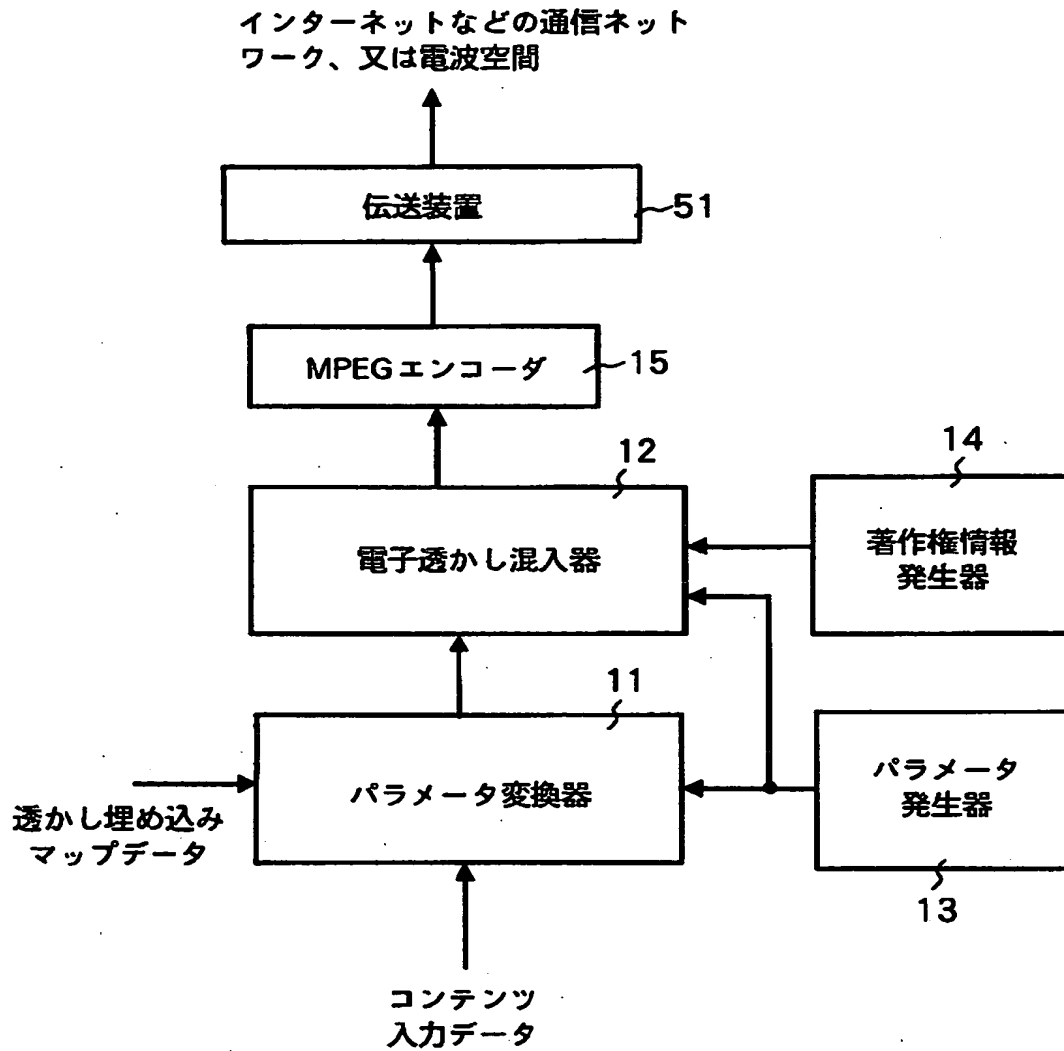 インターネットなどの通信ネット
ワーク、又は電波空間
伝送装置
51
MPEGエンコーダ
15
12
14
電子透かし混入器
著作権情報
発生器
11
パラメータ変換器
パラメータ
発生器
透かし埋め込み
マップデータ
13
コンテンツ
入力データ